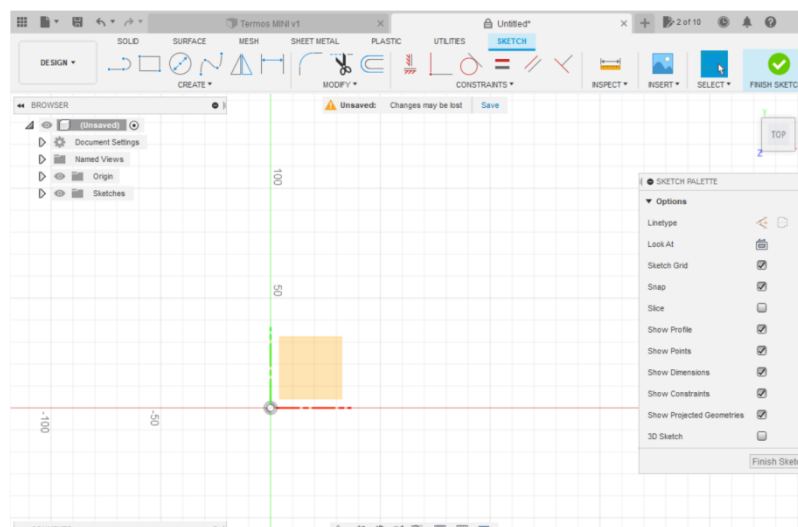 Termos MINI v1
Untitled*
2 of 10
SOLID SURFACE MESH SHEET METAL PLASTIC UTILITIES SKETCH
DESIGN
CREATE MODIFY CONSTRAINTS INSPECT INSERT SELECT FINISH SKETC
BROWSER
Unsaved: Changes may be lost Save
(Unsaved)
Document Settings
Named Views
Origin
Sketches
TOP
Y
Z
100
50
-50
-100
SKETCH PALETTE
Options
Linetype
Look At
Sketch Grid
Snap
Slice
Show Profile
Show Points
Show Dimensions
Show Constraints
Show Projected Geometries
3D Sketch
Finish Sket